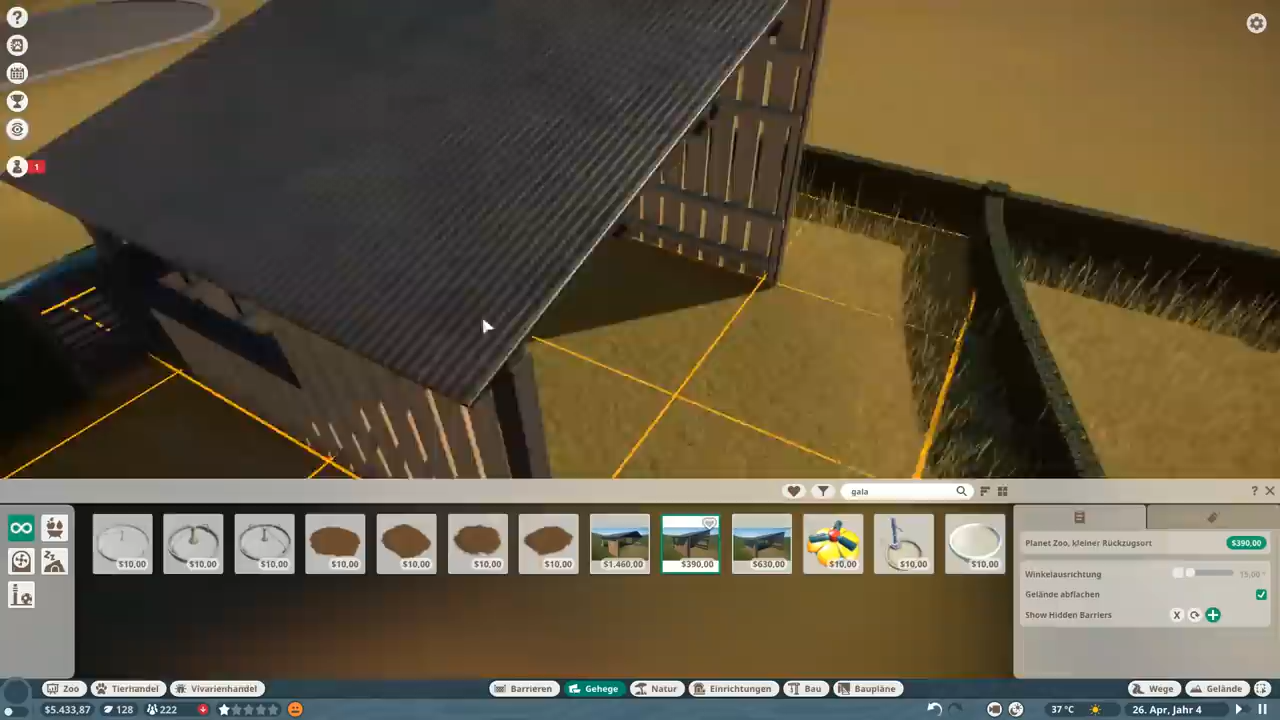 ?
1
gala
? ×
$10,00 $10,00 $10,00 $10,00 $10,00 $10,00 $10,00 $1.460,00 $390,00 $630,00 $10,00 $10,00 $10,00
Planet Zoo, kleiner Rückzugsort $390,00
Winkelausrichtung 15,00°
Gelände abflachen
Show Hidden Barriers X
Zoo Tierhandel Vivarienhandel Barrieren Gehege Natur Einrichtungen Bau Baupläne Wege Gelände
$5.433,87 128 222 37 °C 26. Apr, Jahr 4